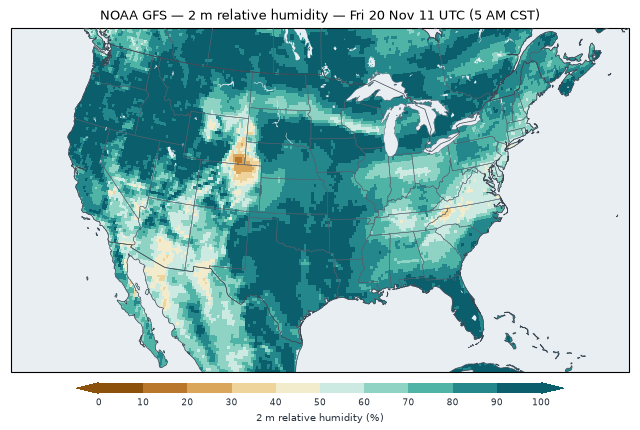 NOAA GFS — 2 m relative humidity — Fri 20 Nov 11 UTC (5 AM CST)
0 10 20 30 40 50 60 70 80 90 100
2 m relative humidity (%)